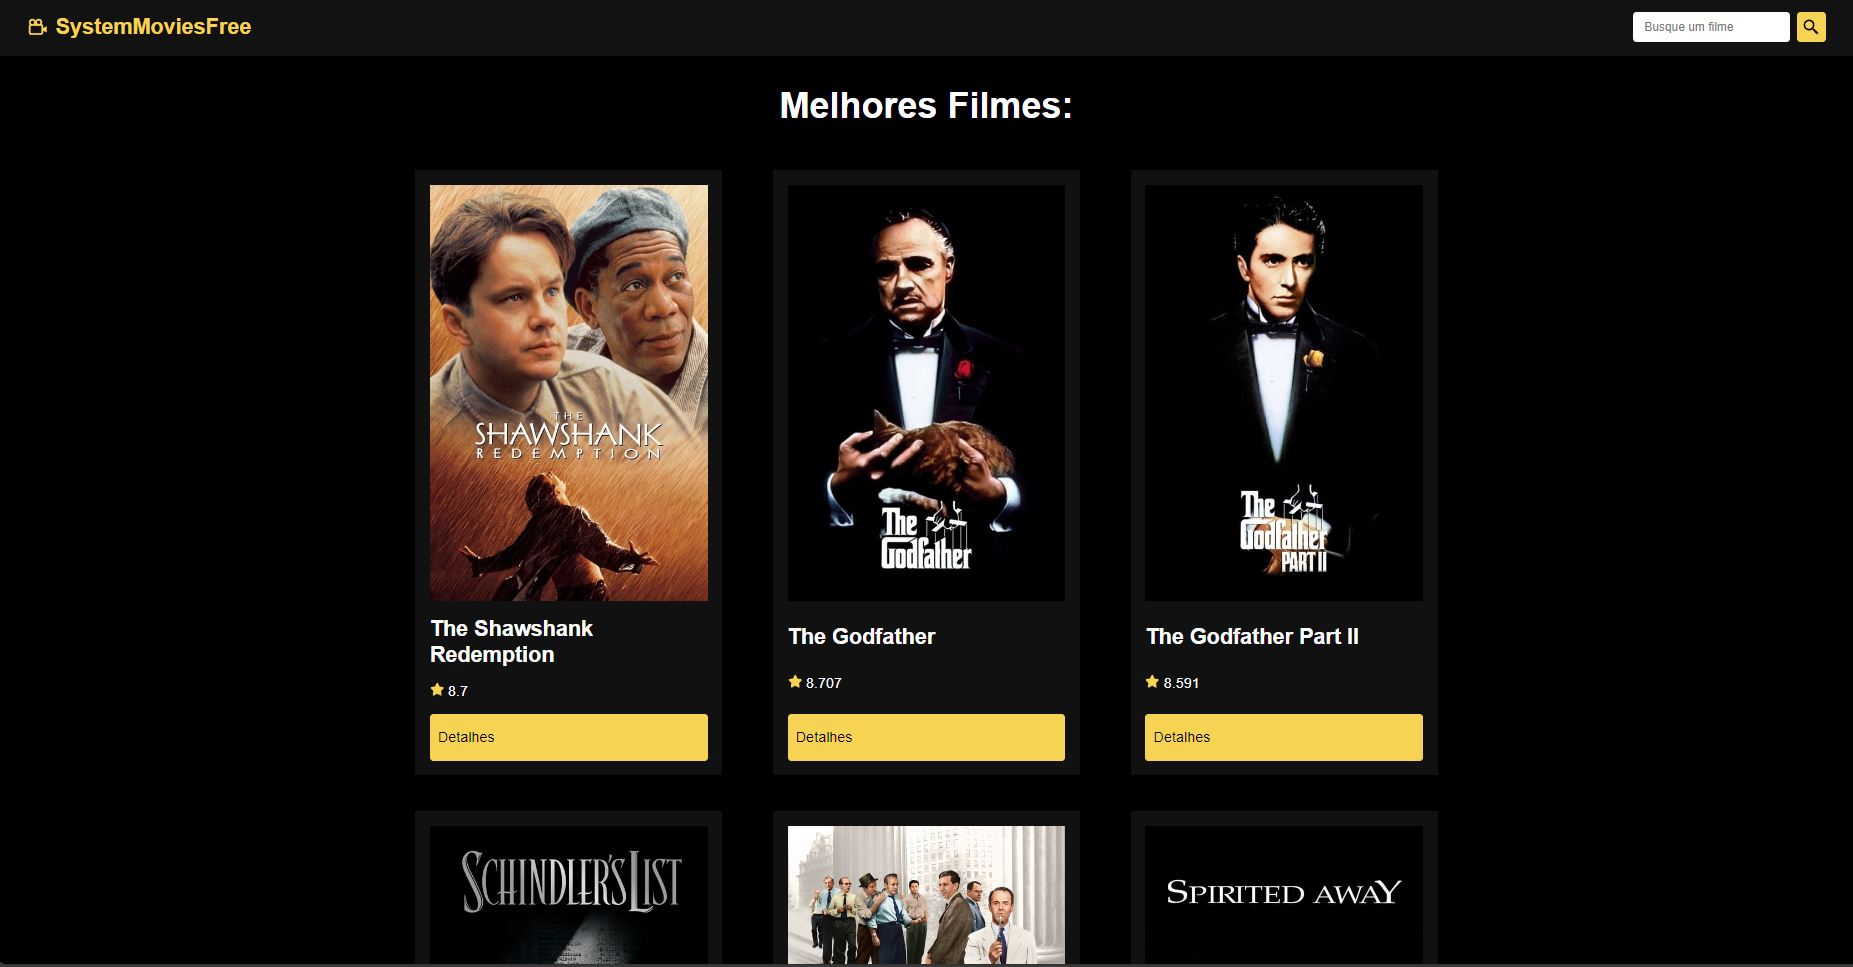 SystemMoviesFree
Busque um filme
Melhores Filmes:
THE
SHAWSHANK
REDEMPTION
The
Godfather
The
Godfather
PART II
The Shawshank
Redemption
The Godfather
The Godfather Part II
8.7
8.707
8.591
Detalhes
Detalhes
Detalhes
SCHINDLER'S LIST
SPIRITED AWAY